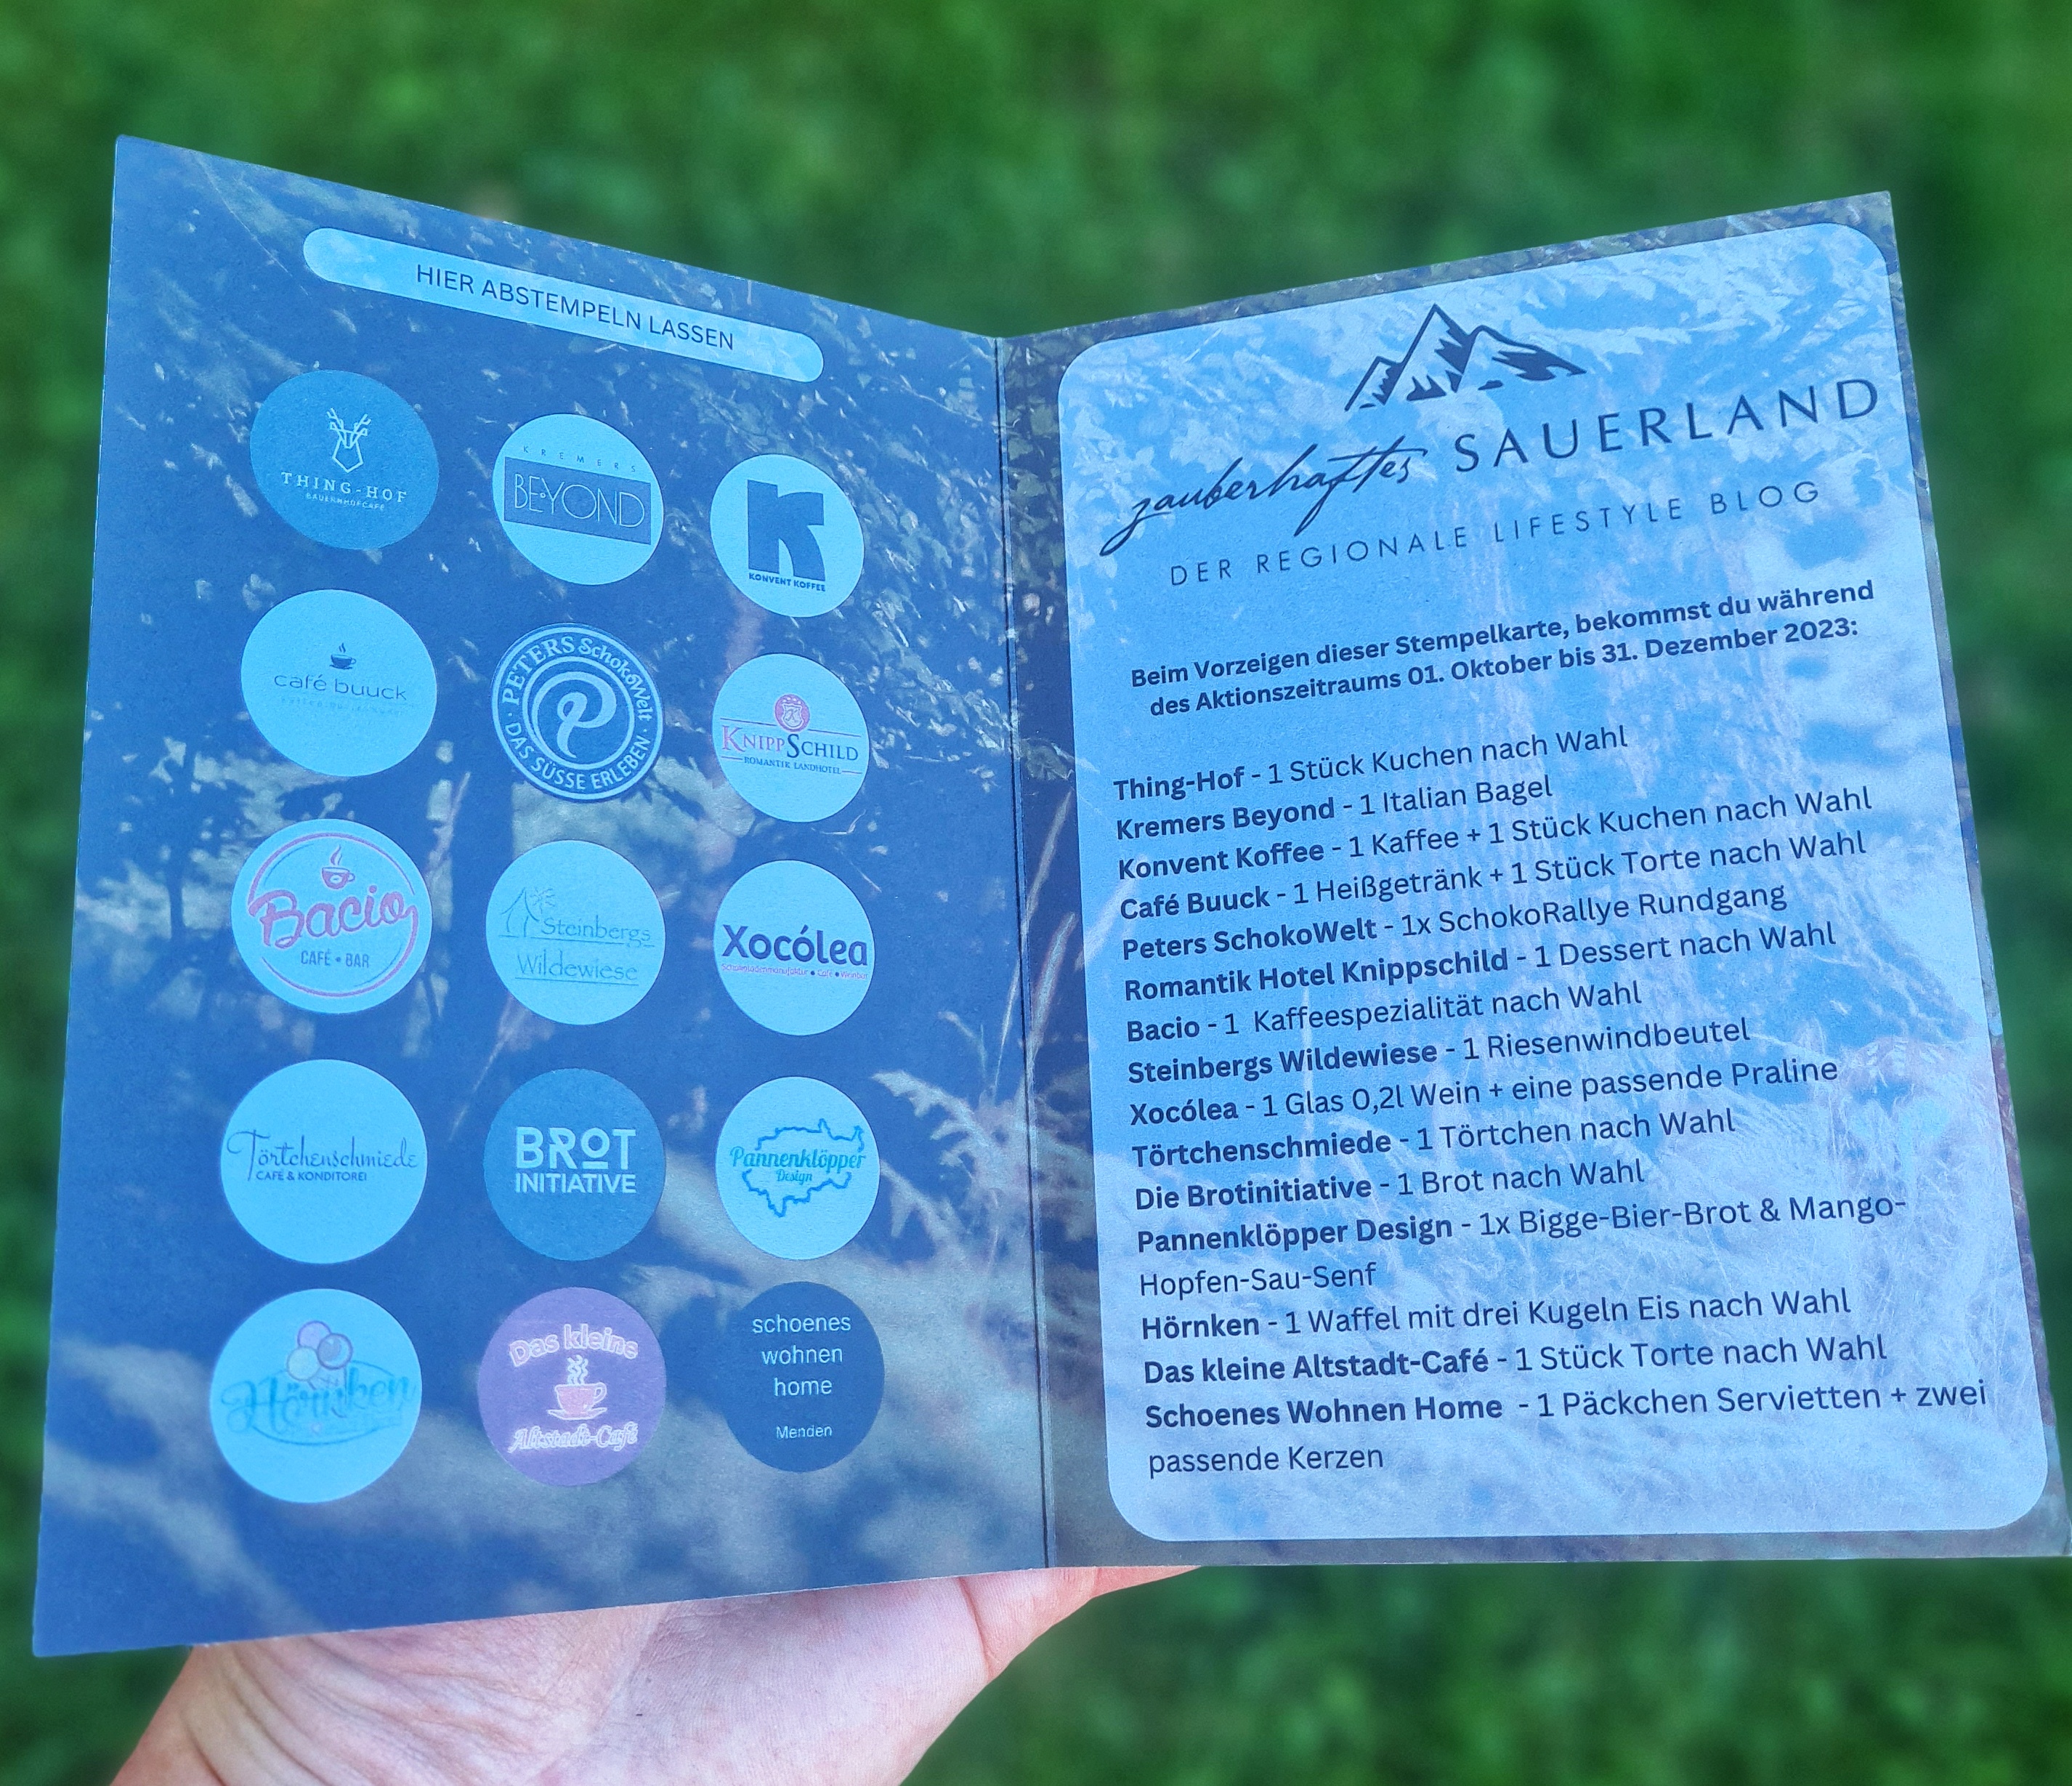 HIER ABSTEMPELN LASSEN
THING-HOF
BAUERNHOFCAFÉ
KREMERS
BEYOND
K
KONVENT KOFFEE
café buuck
PETERS SchokoWelt
DAS SÜSSE ERLEBEN
P
KNIPPSCHILD
ROMANTIK LANDHOTEL
Bacio
CAFÉ • BAR
Steinbergs
Wildewiese
Xocólea
Schokoladenmanufaktur • Café • Weinbar
Törtchenschmiede
CAFÉ & KONDITOREI
BROT
INITIATIVE
Pannenklöpper
Design
Hörnken
Das kleine
Altstadt-Café
schoenes
wohnen
home
Menden
zauberhaftes SAUERLAND
DER REGIONALE LIFESTYLE BLOG
Beim Vorzeigen dieser Stempelkarte, bekommst du während
des Aktionszeitraums 01. Oktober bis 31. Dezember 2023:
Thing-Hof - 1 Stück Kuchen nach Wahl
Kremers Beyond - 1 Italian Bagel
Konvent Koffee - 1 Kaffee + 1 Stück Kuchen nach Wahl
Café Buuck - 1 Heißgetränk + 1 Stück Torte nach Wahl
Peters SchokoWelt - 1x SchokoRallye Rundgang
Romantik Hotel Knippschild - 1 Dessert nach Wahl
Bacio - 1 Kaffeespezialität nach Wahl
Steinbergs Wildewiese - 1 Riesenwindbeutel
Xocólea - 1 Glas 0,2l Wein + eine passende Praline
Törtchenschmiede - 1 Törtchen nach Wahl
Die Brotinitiative - 1 Brot nach Wahl
Pannenklöpper Design - 1x Bigge-Bier-Brot & Mango-
Hopfen-Sau-Senf
Hörnken - 1 Waffel mit drei Kugeln Eis nach Wahl
Das kleine Altstadt-Café - 1 Stück Torte nach Wahl
Schoenes Wohnen Home - 1 Päckchen Servietten + zwei
passende Kerzen